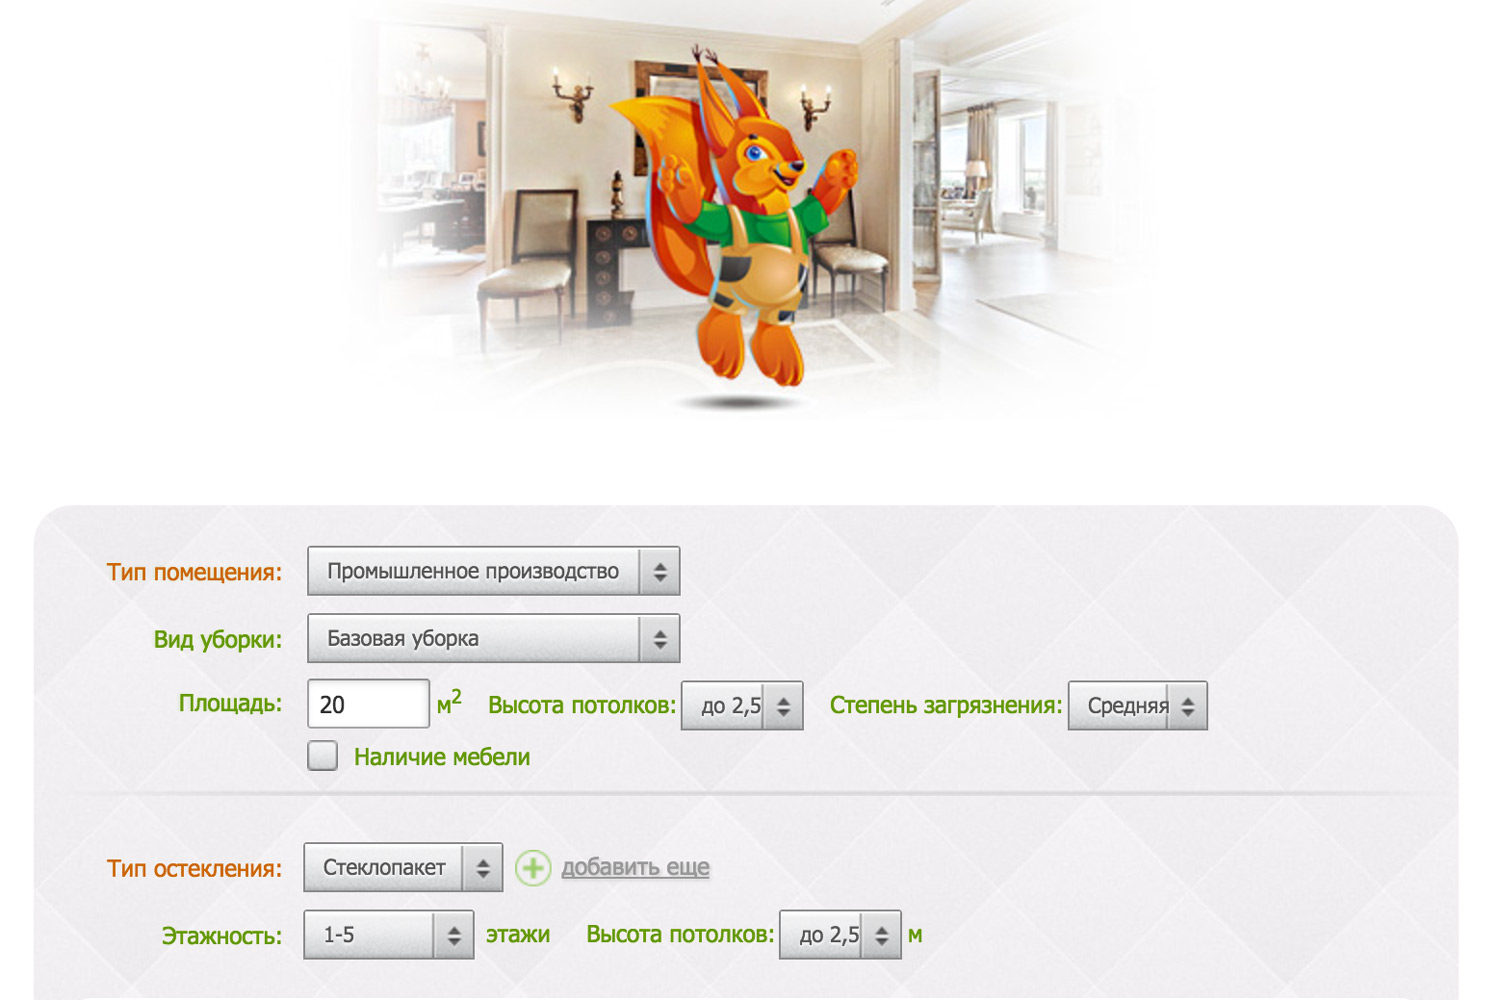 Тип помещения: Промышленное производство
Вид уборки: Базовая уборка
Площадь: 20 м2 Высота потолков: до 2,5 Степень загрязнения: Средняя
Наличие мебели
Тип остекления: Стеклопакет добавить еще
Этажность: 1-5 этажи Высота потолков: до 2,5 м